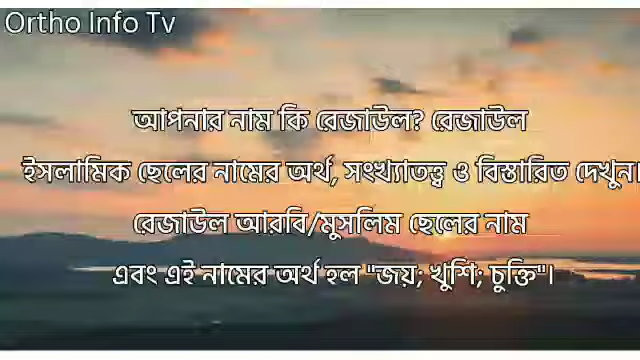 Ortho Info Tv
আপনার নাম কি রেজাউল? রেজাউল
ইসলামিক ছেলের নামের অর্থ, সংখ্যাতত্ত্ব ও বিস্তারিত দেখুন।
রেজাউল আরবি/মুসলিম ছেলের নাম
এবং এই নামের অর্থ হল "জয়; খুশি; চুক্তি"।